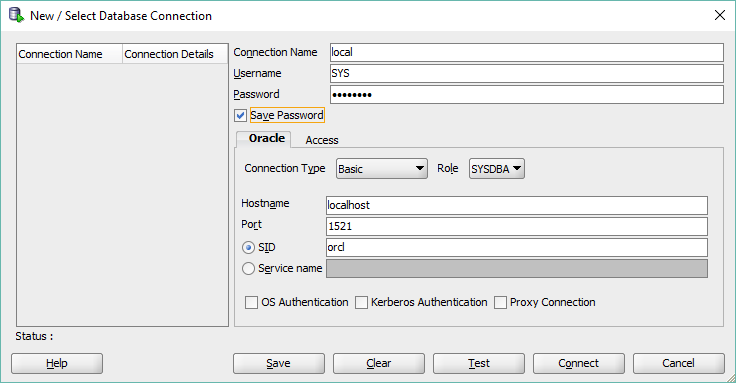 New / Select Database Connection
Connection Name Connection Details
Connection Name local
Username SYS
Password ••••••••
Save Password
Oracle Access
Connection Type Basic Role SYSDBA
Hostname localhost
Port 1521
SID orcl
Service name
OS Authentication Kerberos Authentication Proxy Connection
Status :
Help Save Clear Test Connect Cancel